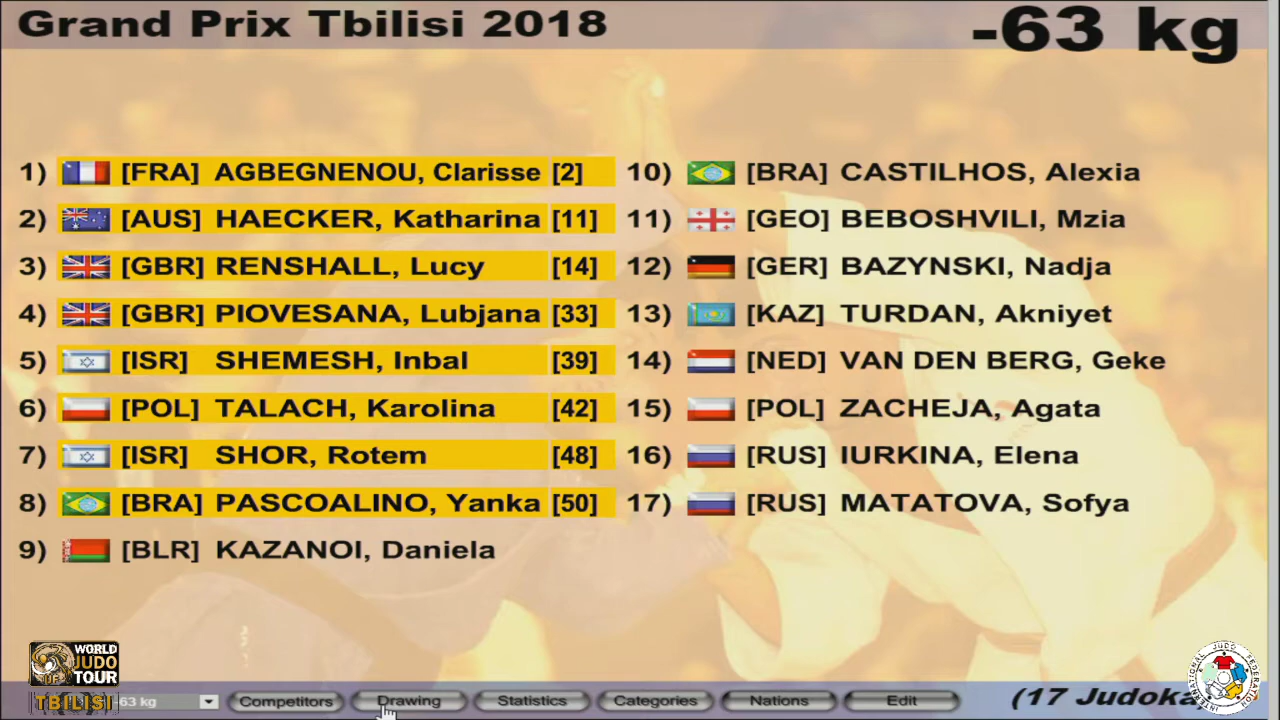 Grand Prix Tbilisi 2018
-63 kg
1) [FRA] AGBEGNENOU, Clarisse [2]
2) [AUS] HAECKER, Katharina [11]
3) [GBR] RENSHALL, Lucy [14]
4) [GBR] PIOVESANA, Lubjana [33]
5) [ISR] SHEMESH, Inbal [39]
6) [POL] TALACH, Karolina [42]
7) [ISR] SHOR, Rotem [48]
8) [BRA] PASCOALINO, Yanka [50]
9) [BLR] KAZANOI, Daniela
10) [BRA] CASTILHOS, Alexia
11) [GEO] BEBOSHVILI, Mzia
12) [GER] BAZYNSKI, Nadja
13) [KAZ] TURDAN, Akniyet
14) [NED] VAN DEN BERG, Geke
15) [POL] ZACHEJA, Agata
16) [RUS] IURKINA, Elena
17) [RUS] MATATOVA, Sofya
WORLD
JUDO
TOUR
TBILISI
-63 kg
Competitors
Drawing
Statistics
Categories
Nations
Edit
(17 Judoka)
INTERNATIONAL JUDO FEDERATION